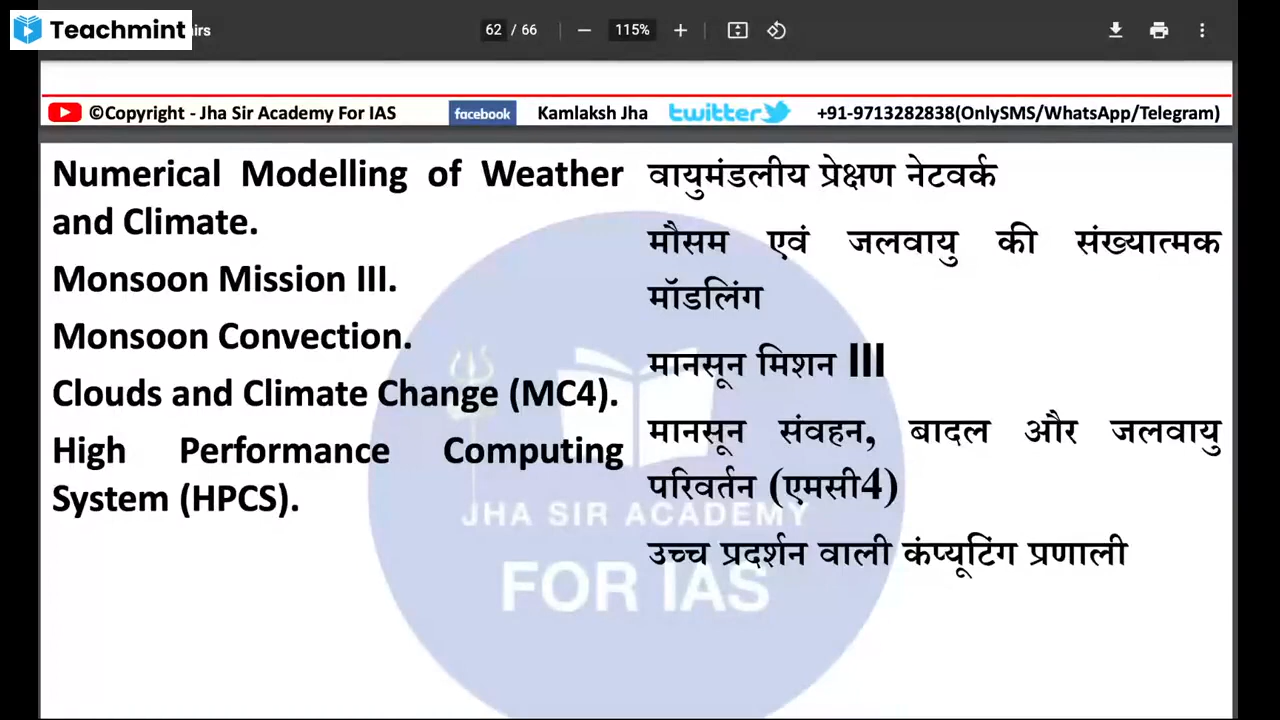 Teachmint
irs
62 / 66
115%
©Copyright - Jha Sir Academy For IAS
facebook
Kamlaksh Jha
twitter
+91-9713282838(OnlySMS/WhatsApp/Telegram)
Numerical Modelling of Weather
and Climate.
Monsoon Mission III.
Monsoon Convection.
Clouds and Climate Change (MC4).
High Performance Computing
System (HPCS).
वायुमंडलीय प्रेक्षण नेटवर्क
मौसम एवं जलवायु की संख्यात्मक
मॉडलिंग
मानसून मिशन III
मानसून संवहन, बादल और जलवायु
परिवर्तन (एमसी4)
उच्च प्रदर्शन वाली कंप्यूटिंग प्रणाली
JHA SIR ACADEMY
FOR IAS